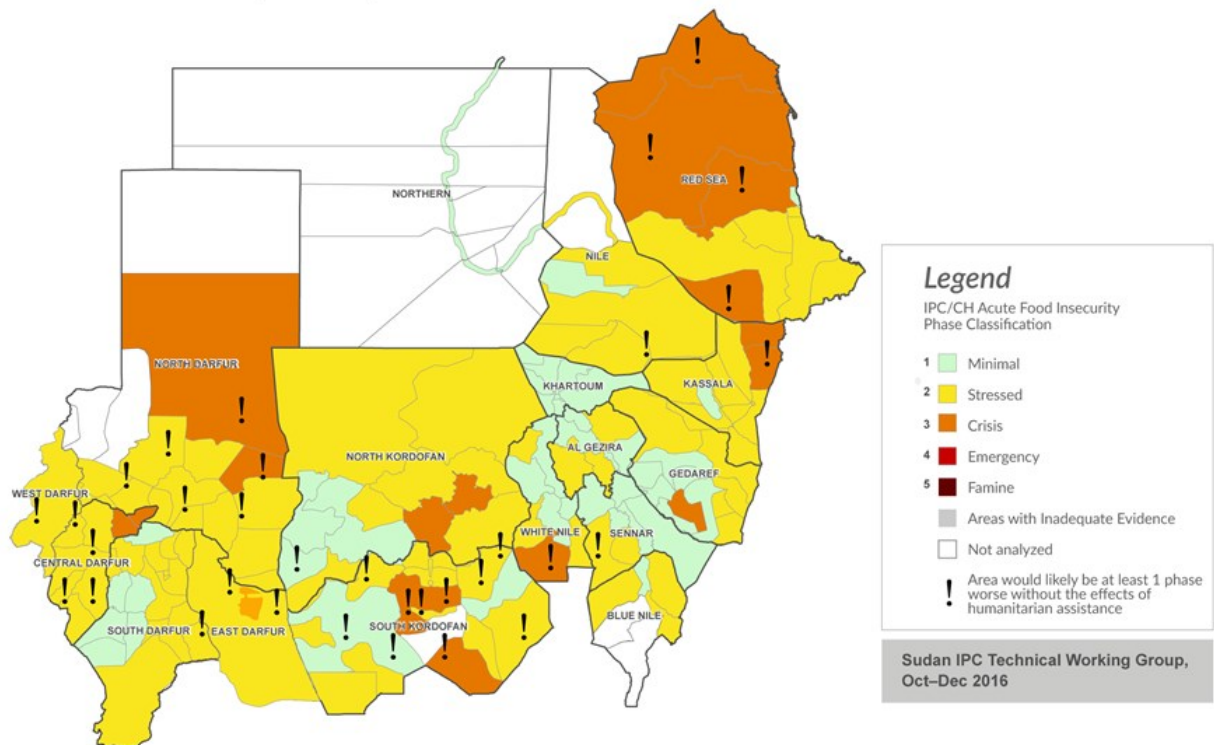 RED SEA
NORTHERN
NILE
NORTH DARFUR
KHARTOUM
KASSALA
NORTH KORDOFAN
AL GEZIRA
GEDAREF
WEST DARFUR
WHITE NILE
SENNAR
CENTRAL DARFUR
BLUE NILE
SOUTH DARFUR
EAST DARFUR
SOUTH KORDOFAN
Legend
IPC/CH Acute Food Insecurity
Phase Classification
1 Minimal
2 Stressed
3 Crisis
4 Emergency
5 Famine
Areas with Inadequate Evidence
Not analyzed
! Area would likely be at least 1 phase
worse without the effects of
humanitarian assistance
Sudan IPC Technical Working Group,
Oct–Dec 2016